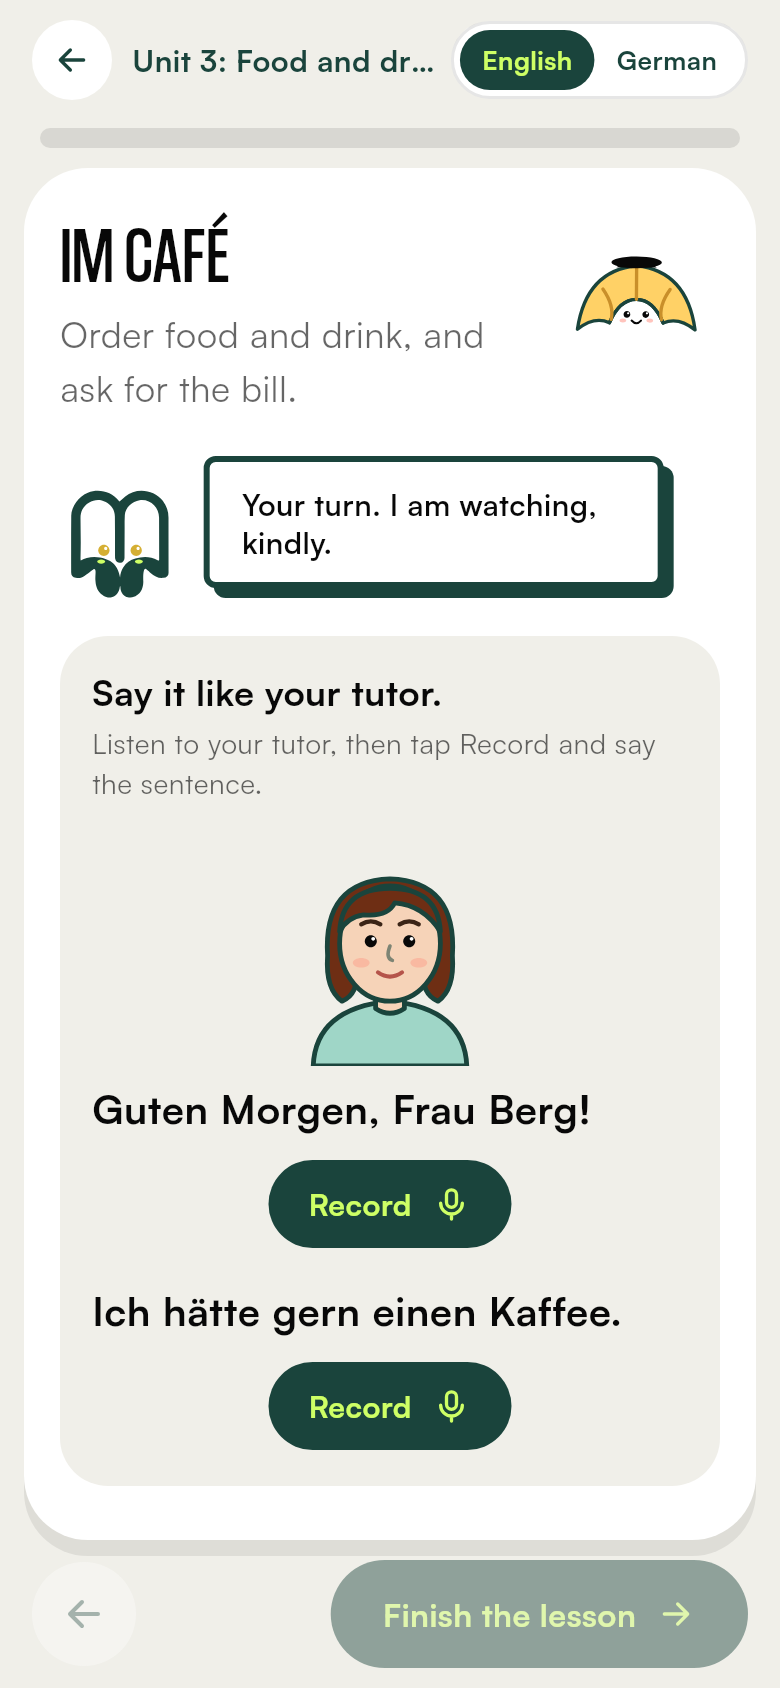 Unit 3: Food and dr...
English
German
IM CAFÉ
Order food and drink, and
ask for the bill.
Your turn. I am watching,
kindly.
Say it like your tutor.
Listen to your tutor, then tap Record and say
the sentence.
Guten Morgen, Frau Berg!
Record
Ich hätte gern einen Kaffee.
Record
Finish the lesson